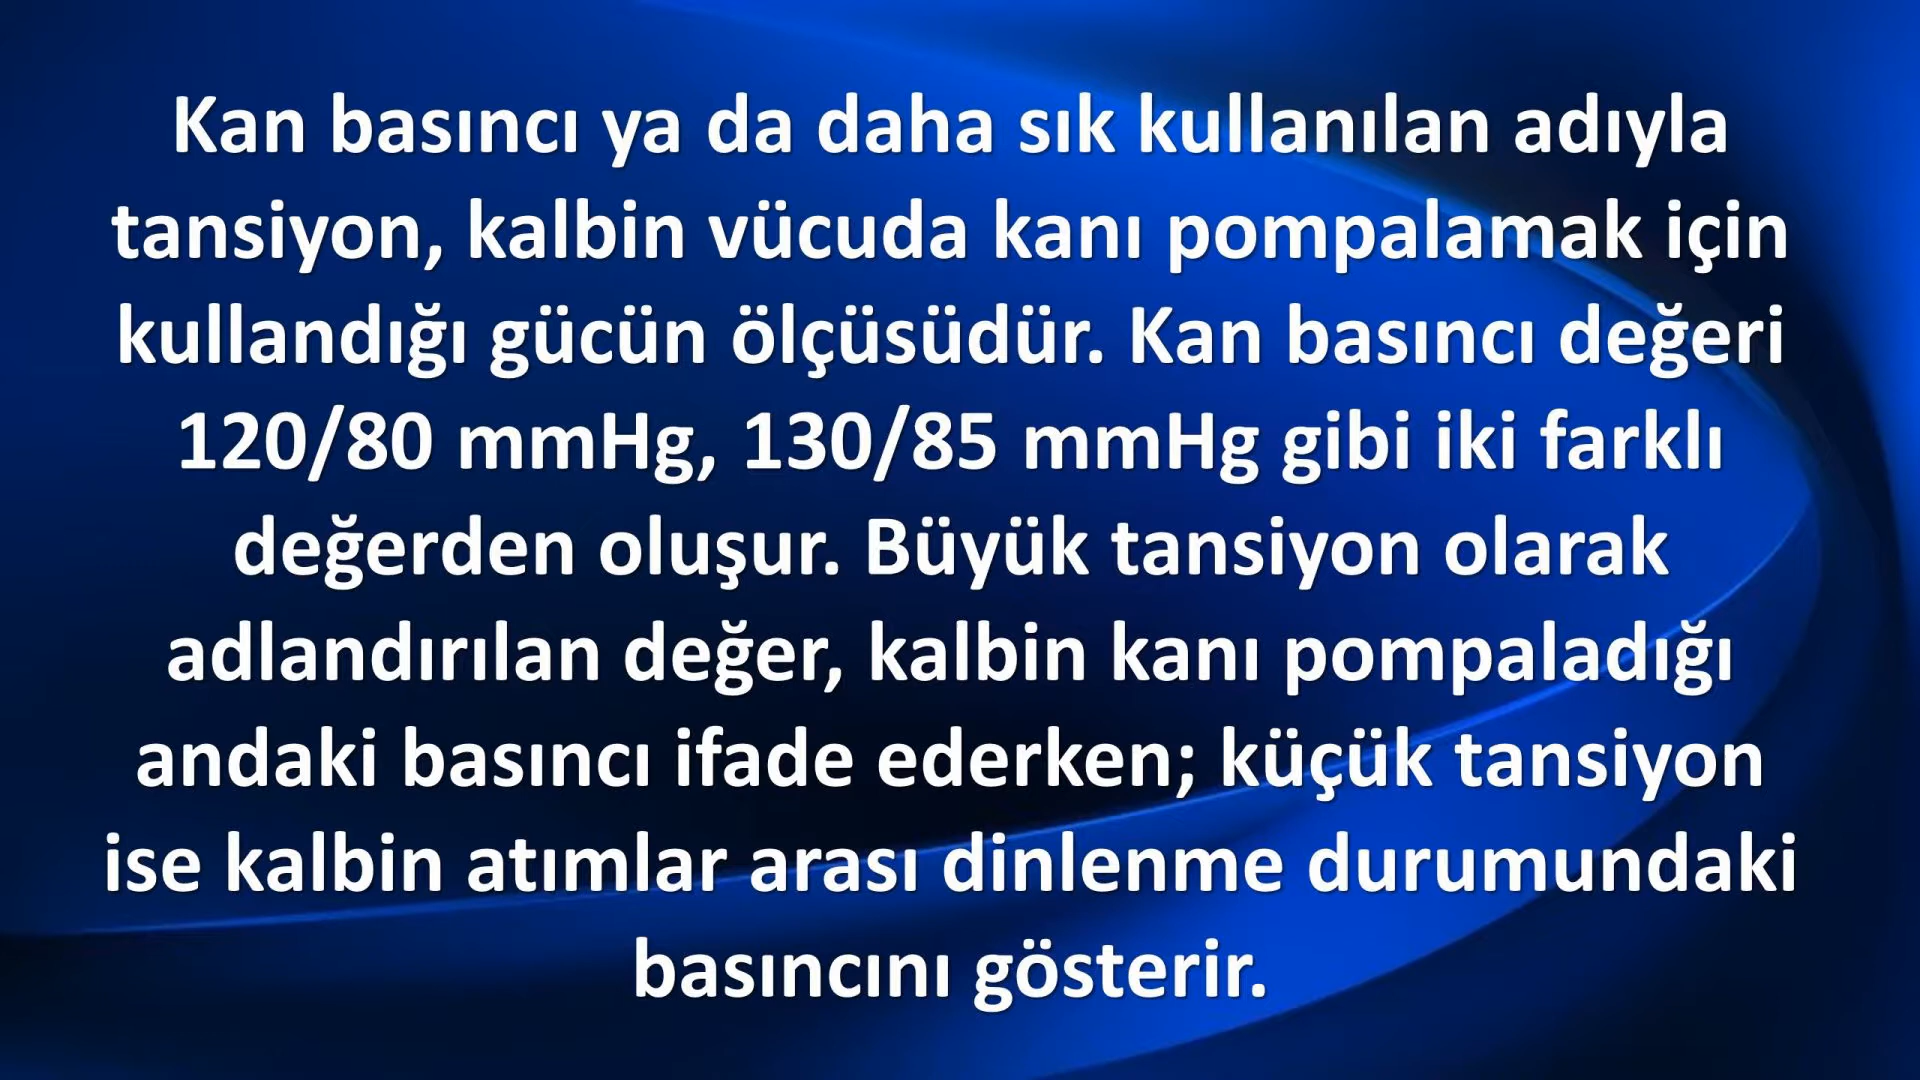 Kan basıncı ya da daha sık kullanılan adıyla
tansiyon, kalbin vücuda kanı pompalamak için
kullandığı gücün ölçüsüdür. Kan basıncı değeri
120/80 mmHg, 130/85 mmHg gibi iki farklı
değerden oluşur. Büyük tansiyon olarak
adlandırılan değer, kalbin kanı pompaladığı
andaki basıncı ifade ederken; küçük tansiyon
ise kalbin atımlar arası dinlenme durumundaki
basıncını gösterir.